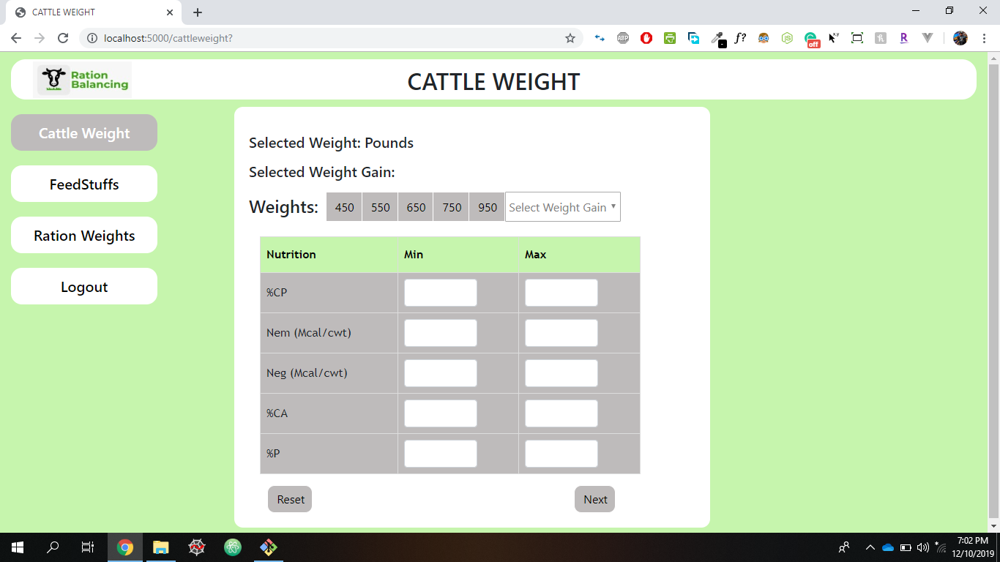 CATTLE WEIGHT
localhost:5000/cattleweight?
ABP
f?
off
Ration
Balancing
CATTLE WEIGHT
Cattle Weight
FeedStuffs
Ration Weights
Logout
Selected Weight: Pounds
Selected Weight Gain:
Weights: 450 550 650 750 950 Select Weight Gain
Nutrition Min Max
%CP
Nem (Mcal/cwt)
Neg (Mcal/cwt)
%CA
%P
Reset Next
7:02 PM
12/10/2019